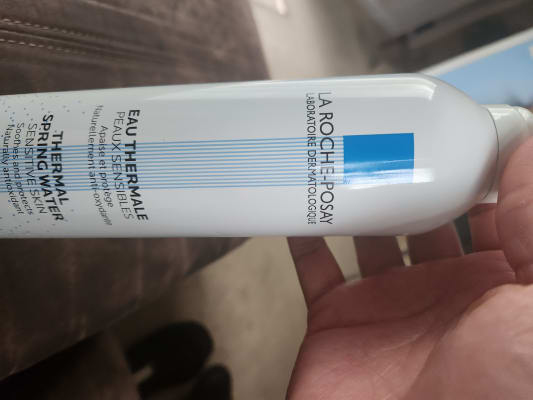 LA ROCHE-POSAY
LABORATOIRE DERMATOLOGIQUE
EAU THERMALE
PEAUX SENSIBLES
Apaise et protège
Naturellement anti-oxydante
THERMAL
SPRING WATER
SENSITIVE SKIN
Soothes and protects
Naturally antioxidant